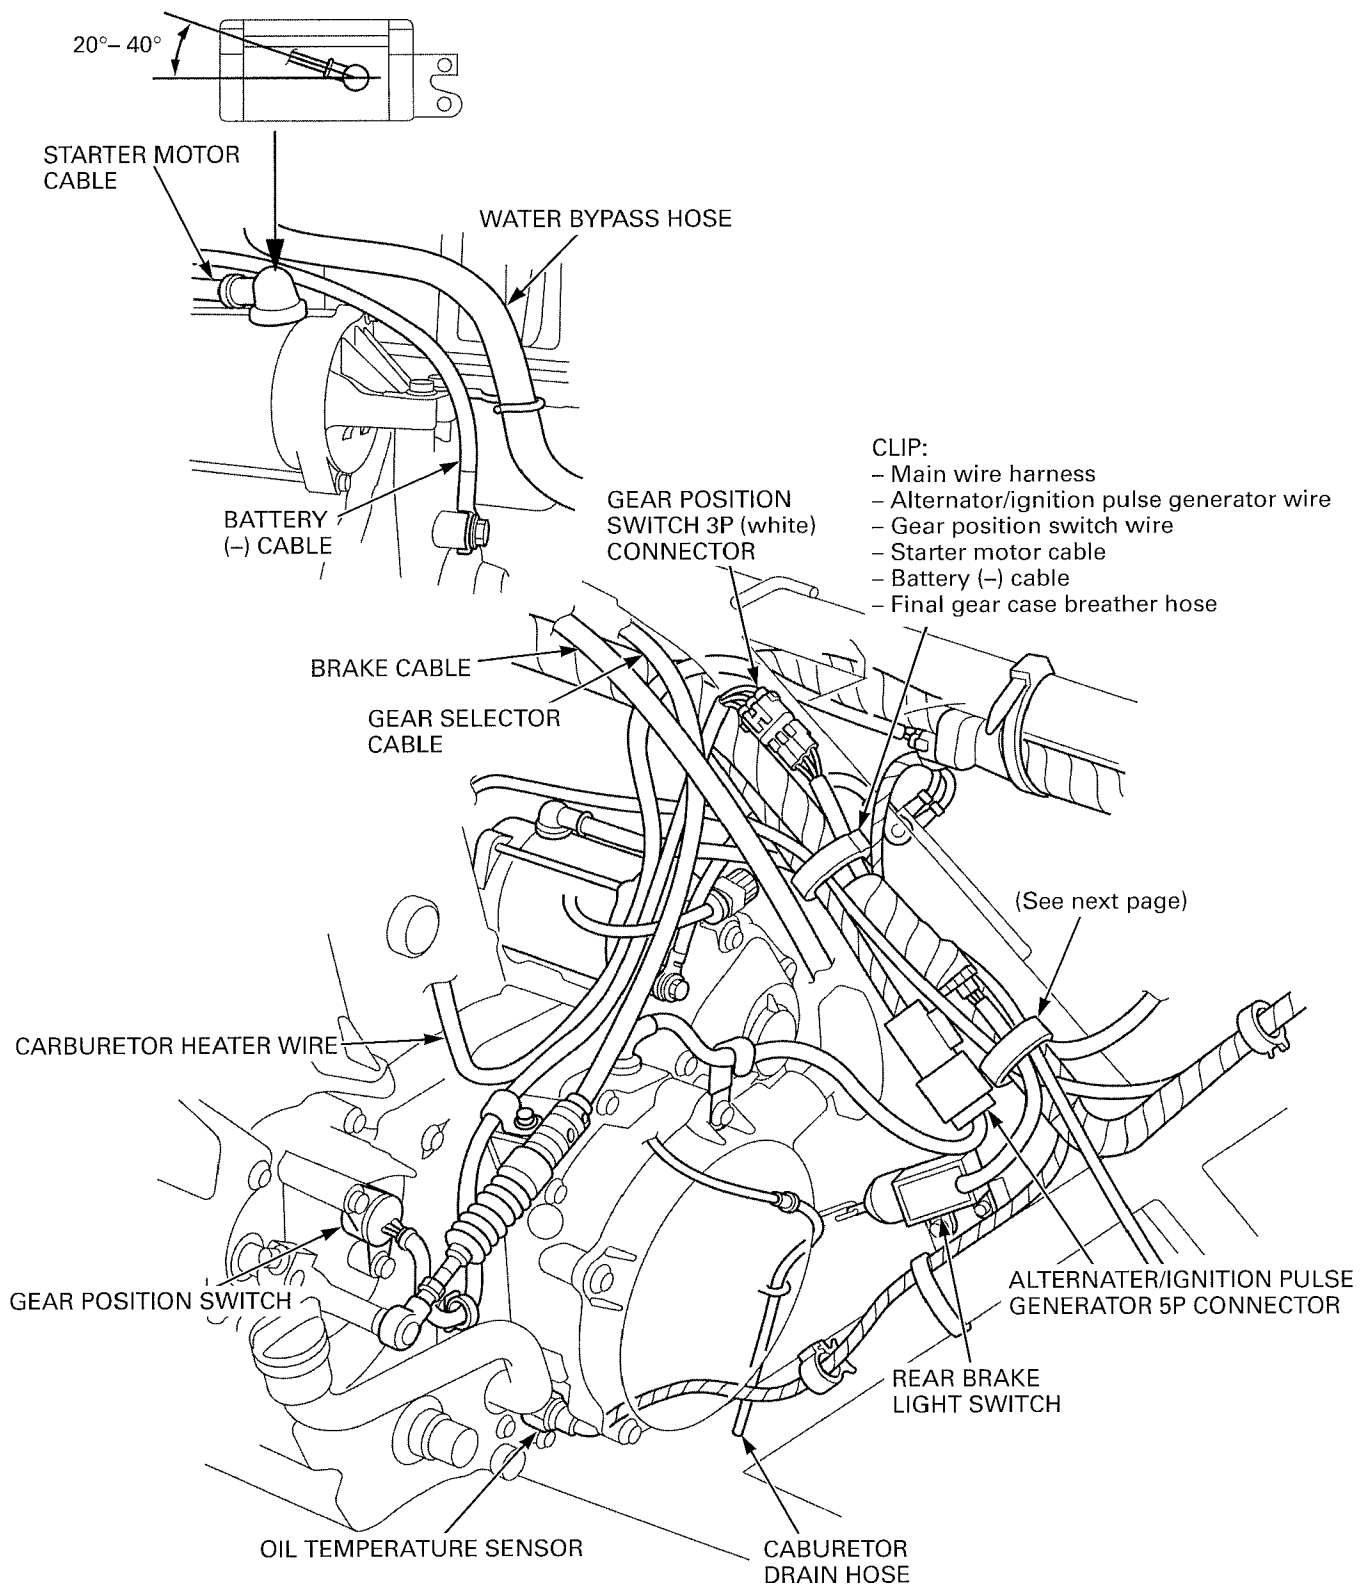 20°– 40°
STARTER MOTOR
CABLE
WATER BYPASS HOSE
BATTERY
(–) CABLE
GEAR POSITION
SWITCH 3P (white)
CONNECTOR
CLIP:
– Main wire harness
– Alternator/ignition pulse generator wire
– Gear position switch wire
– Starter motor cable
– Battery (–) cable
– Final gear case breather hose
BRAKE CABLE
GEAR SELECTOR
CABLE
(See next page)
CARBURETOR HEATER WIRE
GEAR POSITION SWITCH
ALTERNATER/IGNITION PULSE
GENERATOR 5P CONNECTOR
REAR BRAKE
LIGHT SWITCH
OIL TEMPERATURE SENSOR
CABURETOR
DRAIN HOSE